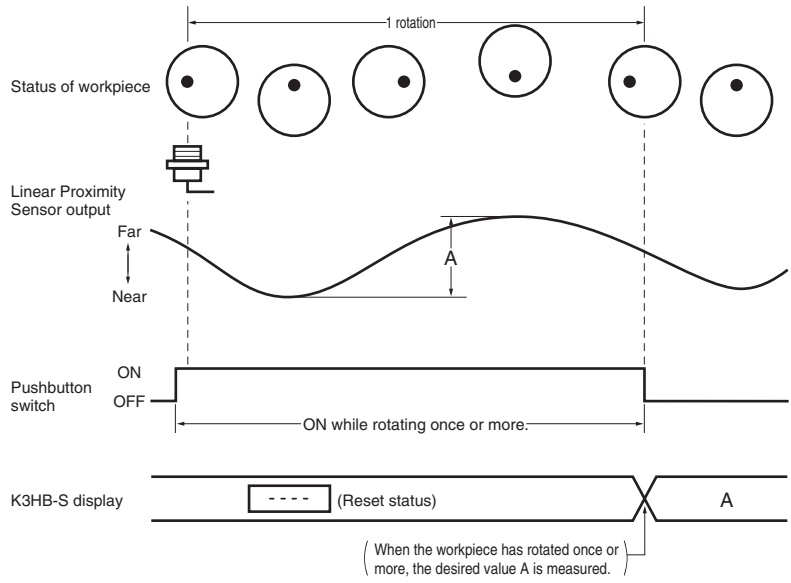 1 rotation
Status of workpiece
Linear Proximity
Sensor output
Far
A
Near
ON
Pushbutton
switch
OFF
ON while rotating once or more.
K3HB-S display
- - - -
(Reset status)
A
(When the workpiece has rotated once or
more, the desired value A is measured.)